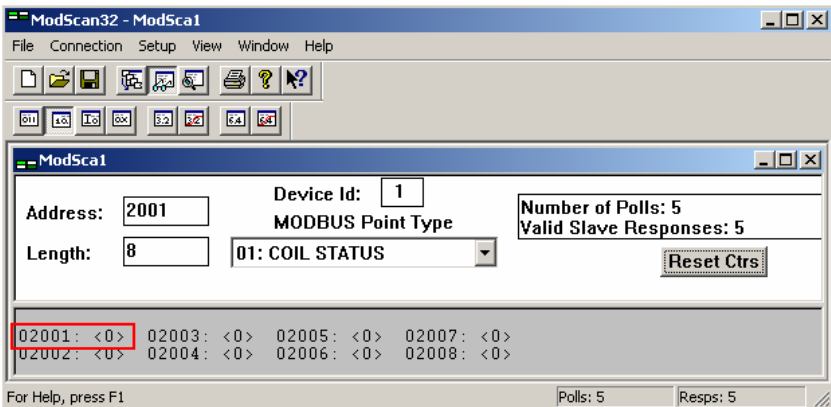 ModScan32 - ModSca1
File Connection Setup View Window Help
ModSca1
Address: 2001
Device Id: 1
MODBUS Point Type
Length: 8
01: COIL STATUS
Number of Polls: 5
Valid Slave Responses: 5
Reset Ctrs
02001: <0> 02003: <0> 02005: <0> 02007: <0>
02002: <0> 02004: <0> 02006: <0> 02008: <0>
For Help, press F1
Polls: 5
Resps: 5